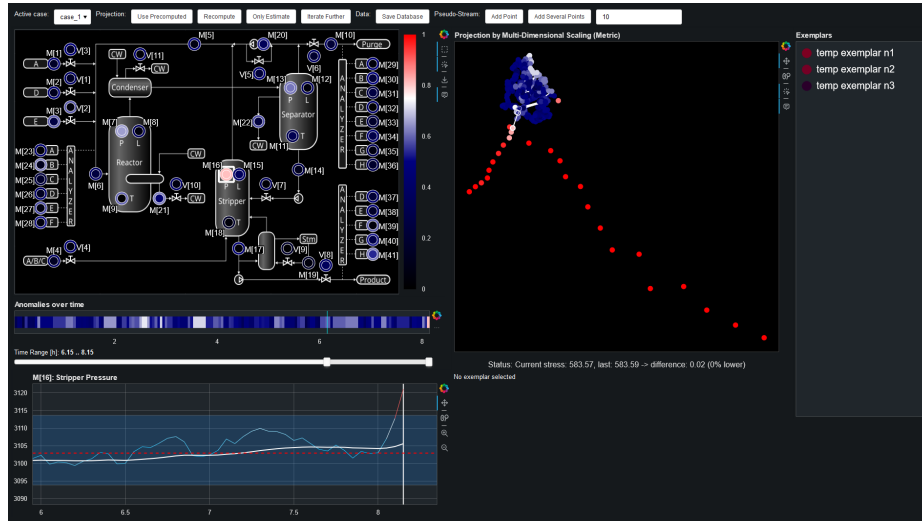 Active case: case_1 Projection: Use Precomputed Recompute Only Estimate Iterate Further Data: Save Database Pseudo-Stream: Add Point Add Several Points 10
M[5] M[20] M[10] Purge
M[1] V[3] V[11] V[5] V[6]
A CW M[29]
M[2] V[1] Condenser M[13] M[12] A M[30]
D P L B M[31]
M[3] V[2] Separator C M[32]
E M[7] M[8] M[22] D M[33]
P L T E M[34]
M[23] A Reactor CW CW M[11] F M[35]
M[24] B M[16] M[15] M[14] G M[36]
M[25] C M[6] V[10] P L V[7] H
M[26] D M[9] T M[21] CW Stripper D M[37]
M[27] E M[18] T E M[38]
M[28] F Stm F M[39]
ANALYZER ANALYZER ANALYZER
M[4] V[4] M[17] V[9] V[8] G M[40]
A/B/C M[19] H M[41]
Product
1
0.8
0.6
0.4
0.2
0
Anomalies over time
2 4 6 8
Time Range [h]: 6.15 .. 8.15
M[16]: Stripper Pressure
3120
3115
3110
3105
3100
3095
3090
6 6.5 7 7.5 8
Projection by Multi-Dimensional Scaling (Metric)
Status: Current stress: 583.57, last: 583.59 -> difference: 0.02 (0% lower)
No exemplar selected
Exemplars
temp exemplar n1
temp exemplar n2
temp exemplar n3